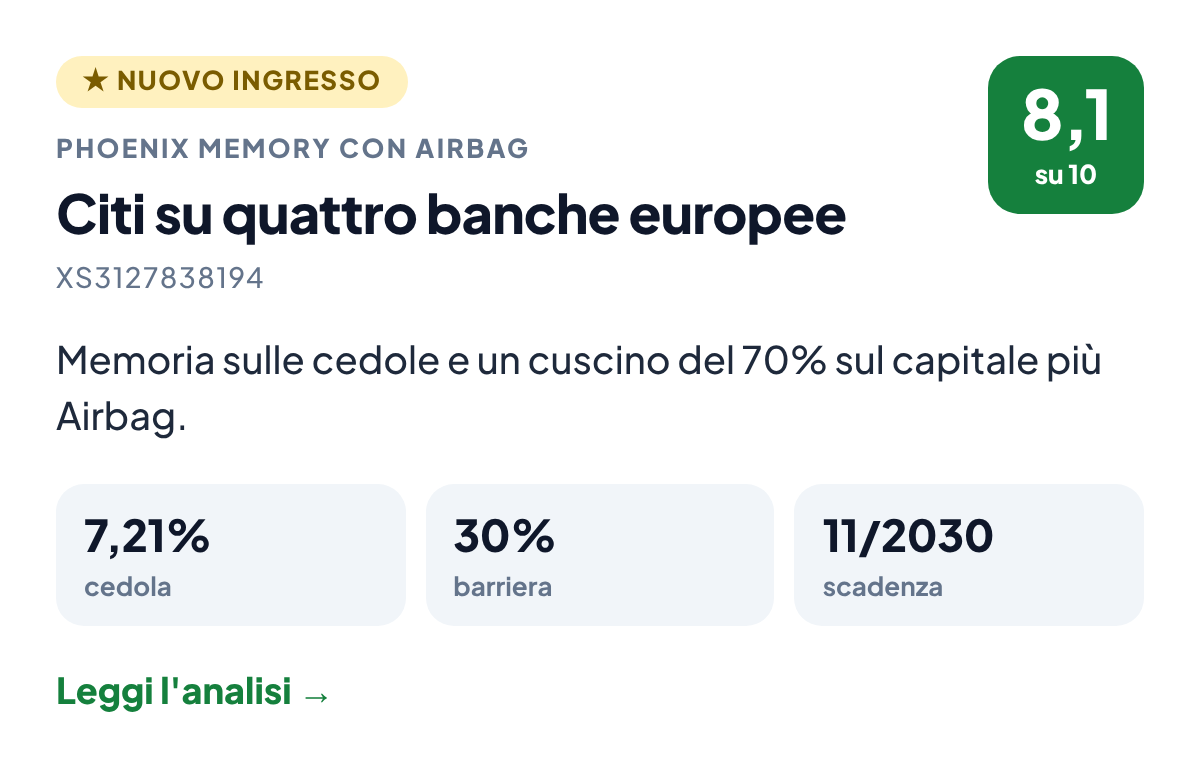 ★ NUOVO INGRESSO
PHOENIX MEMORY CON AIRBAG
Citi su quattro banche europee
XS3127838194
8,1
su 10
Memoria sulle cedole e un cuscino del 70% sul capitale più
Airbag.
7,21%
cedola
30%
barriera
11/2030
scadenza
Leggi l'analisi →